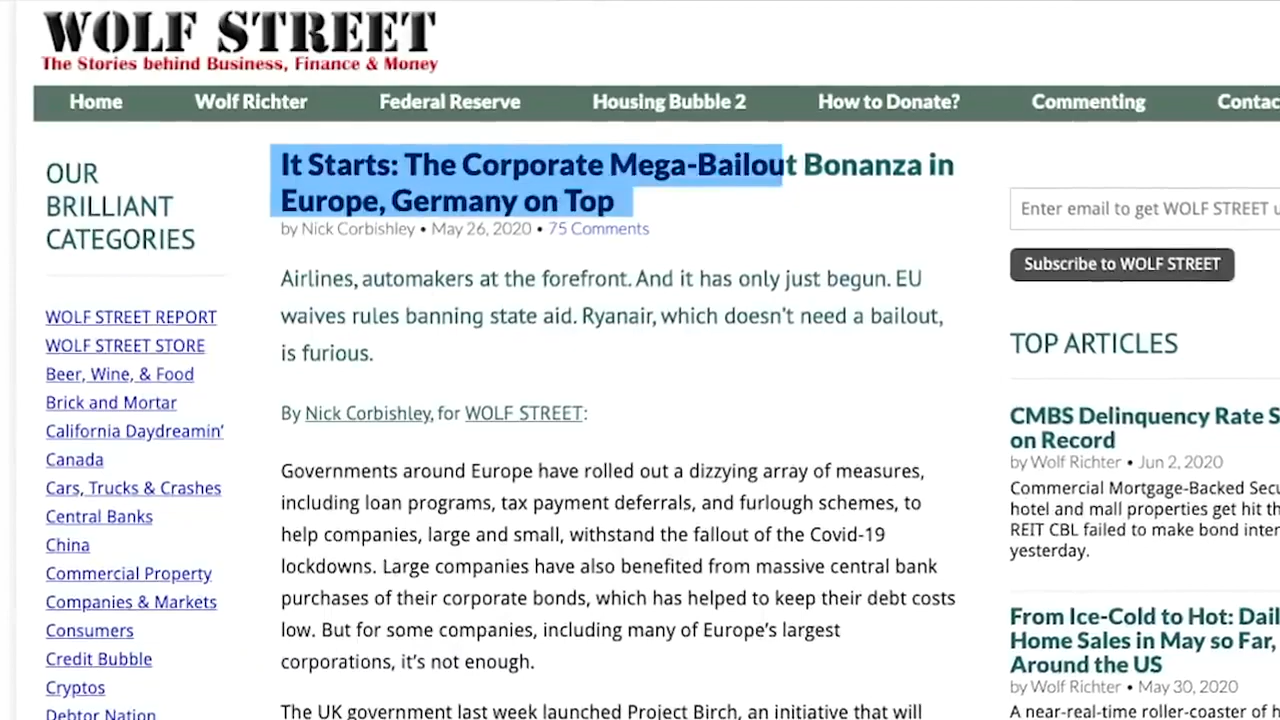 WOLF STREET
The Stories behind Business, Finance & Money
Home Wolf Richter Federal Reserve Housing Bubble 2 How to Donate? Commenting
OUR
BRILLIANT
CATEGORIES
WOLF STREET REPORT
WOLF STREET STORE
Beer, Wine, & Food
Brick and Mortar
California Daydreamin'
Canada
Cars, Trucks & Crashes
Central Banks
China
Commercial Property
Companies & Markets
Consumers
Credit Bubble
Cryptos
Debtor Nation
It Starts: The Corporate Mega-Bailout Bonanza in
Europe, Germany on Top
by Nick Corbishley • May 26, 2020 • 75 Comments
Airlines, automakers at the forefront. And it has only just begun. EU
waives rules banning state aid. Ryanair, which doesn't need a bailout,
is furious.
By Nick Corbishley, for WOLF STREET:
Governments around Europe have rolled out a dizzying array of measures,
including loan programs, tax payment deferrals, and furlough schemes, to
help companies, large and small, withstand the fallout of the Covid-19
lockdowns. Large companies have also benefited from massive central bank
purchases of their corporate bonds, which has helped to keep their debt costs
low. But for some companies, including many of Europe's largest
corporations, it's not enough.
The UK government last week launched Project Birch, an initiative that will
Enter email to get WOLF STREET
Subscribe to WOLF STREET
TOP ARTICLES
CMBS Delinquency Rate
on Record
by Wolf Richter • Jun 2, 2020
Commercial Mortgage-Backed
hotel and mall properties get hit
REIT CBL failed to make bond
yesterday.
From Ice-Cold to Hot:
Home Sales in May so Far,
Around the US
by Wolf Richter • May 30, 2020
A near-real-time roller-coaster of